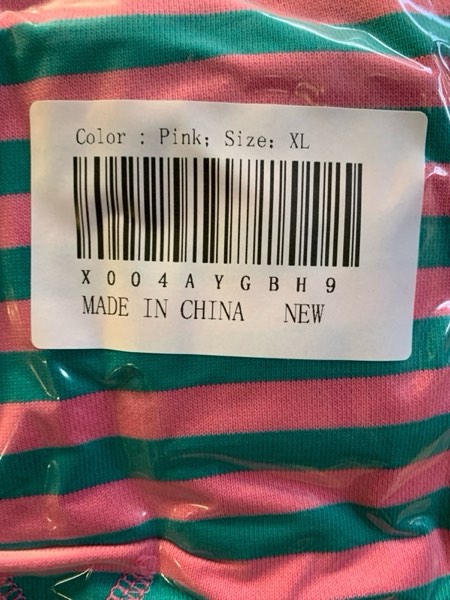 Color : Pink; Size: XL
X004AYGBH9
MADE IN CHINA NEW